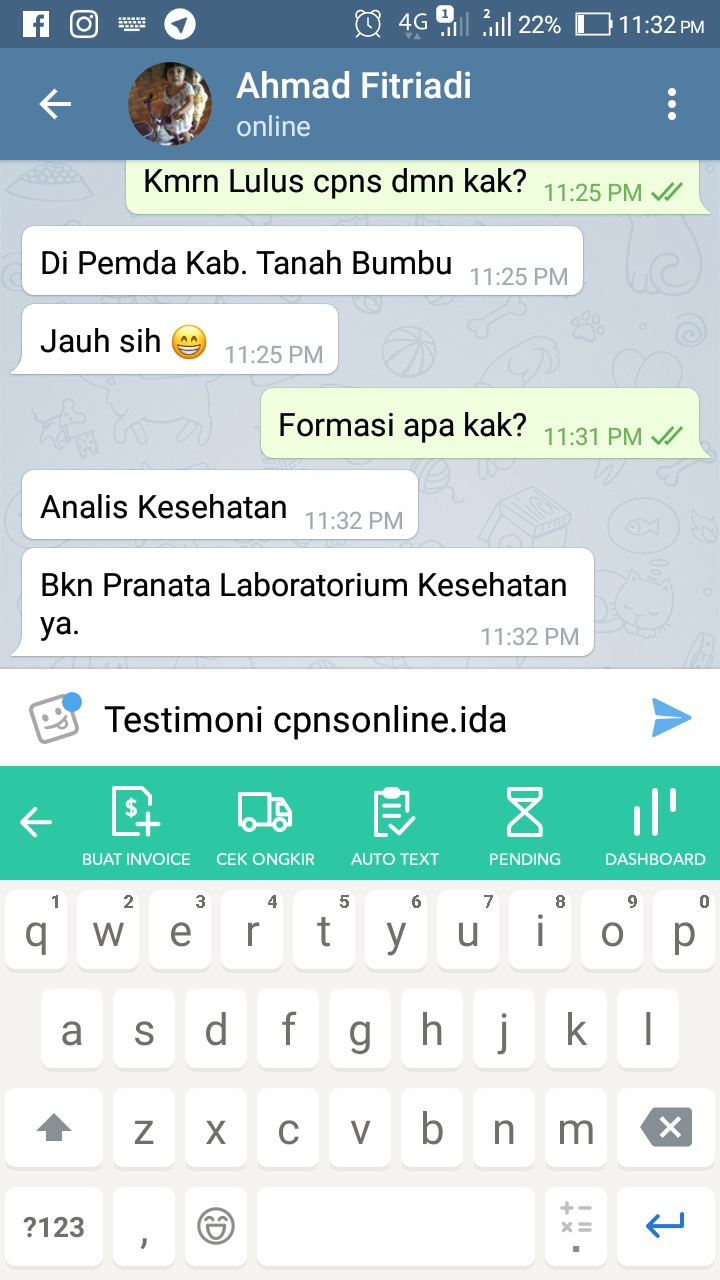 4G 1 2 22% 11:32 PM
Ahmad Fitriadi
online
Kmrn Lulus cpns dmn kak? 11:25 PM
Di Pemda Kab. Tanah Bumbu 11:25 PM
Jauh sih 😁 11:25 PM
Formasi apa kak? 11:31 PM
Analis Kesehatan 11:32 PM
Bkn Pranata Laboratorium Kesehatan
ya. 11:32 PM
Testimoni cpnsonline.ida
BUAT INVOICE CEK ONGKIR AUTO TEXT PENDING DASHBOARD
1 2 3 4 5 6 7 8 9 0
q w e r t y u i o p
a s d f g h j k l
z x c v b n m
?123 , .